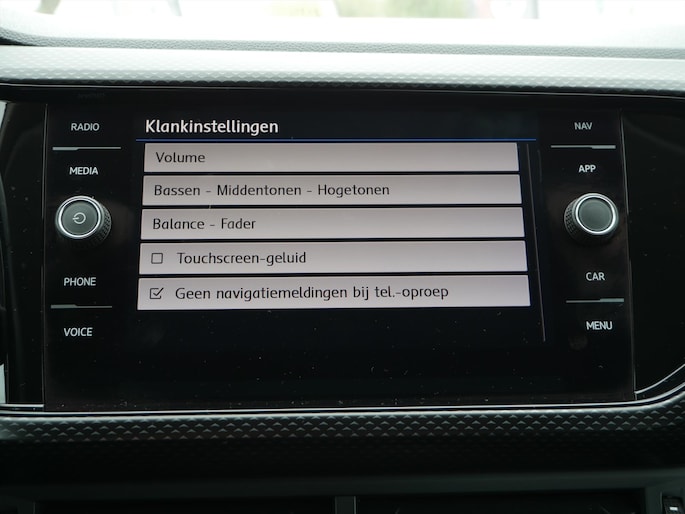 RADIO
MEDIA
PHONE
VOICE
Klankinstellingen
Volume
Bassen - Middentonen - Hogetonen
Balance - Fader
Touchscreen-geluid
Geen navigatiemeldingen bij tel.-oproep
NAV
APP
CAR
MENU